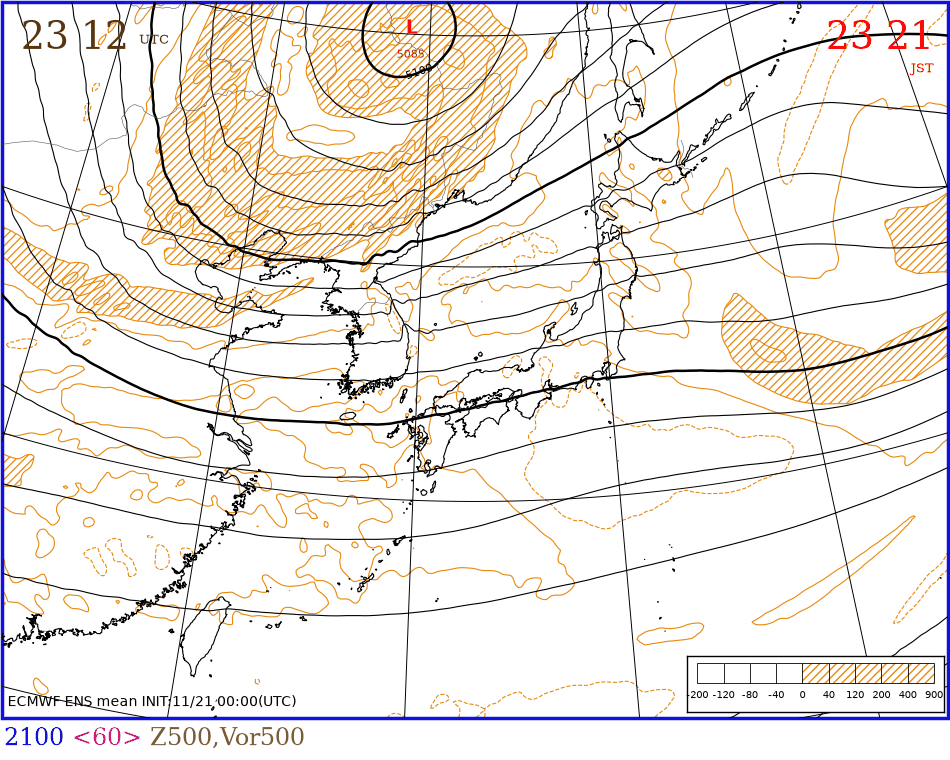 23 12 UTC
23 21
JST
L
5085
5100
ECMWF ENS mean INIT:11/21 00:00(UTC)
-200 -120 -80 -40 0 40 120 200 400 900
2100 <60> Z500,Vor500